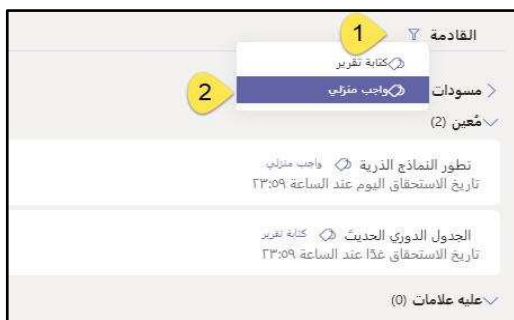 القادمة
1
كتابة تقرير
واجب منزلي
2
مسودات
مُعين (2)
تطور النماذج الذرية واجب منزلي
تاريخ الاستحقاق اليوم عند الساعة ٢٣:٥٩
الجدول الدوري الحديث كتابة تقرير
تاريخ الاستحقاق غدًا عند الساعة ٢٣:٥٩
عليه علامات (0)